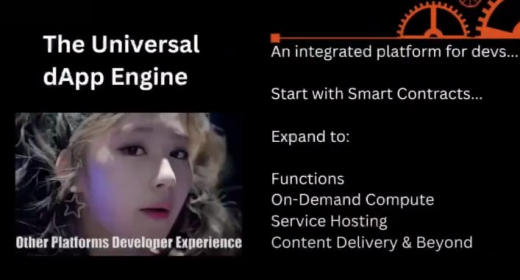 The Universal
dApp Engine
Other Platforms Developer Experience
An integrated platform for devs...
Start with Smart Contracts...
Expand to:
Functions
On-Demand Compute
Service Hosting
Content Delivery & Beyond